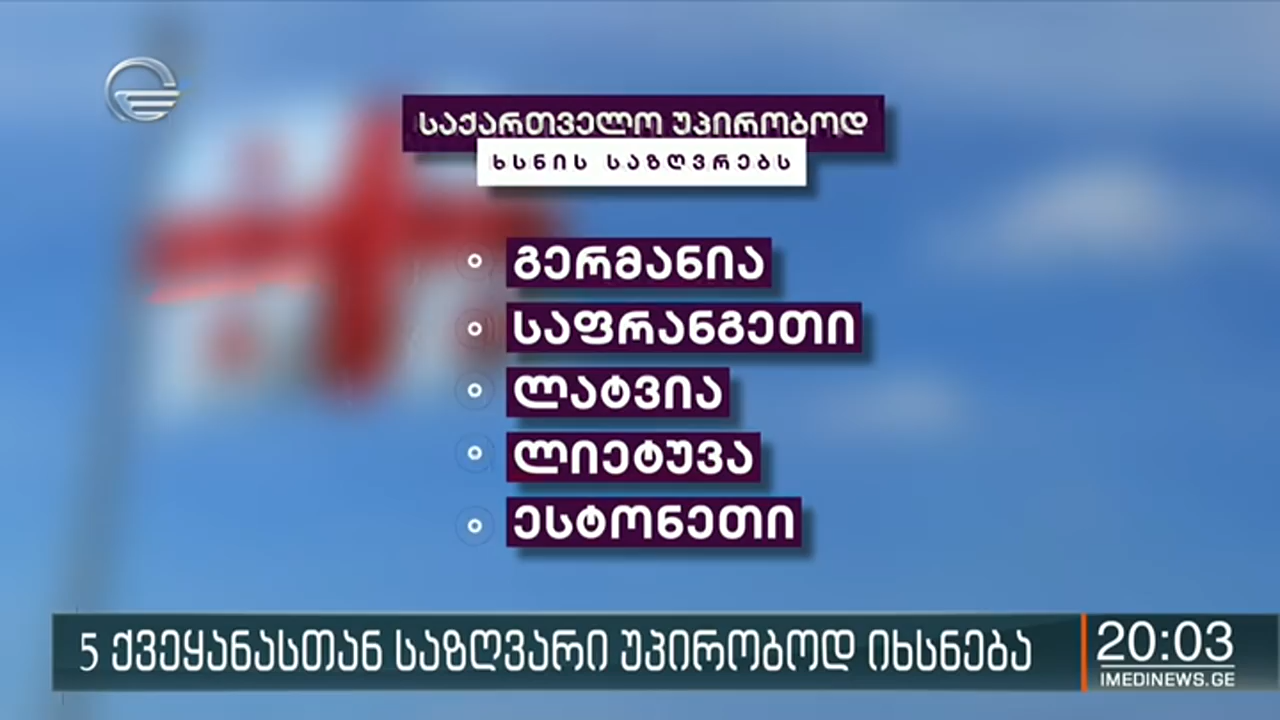 საქართველო უპირობოდ
ხსნის საზღვრებს
გერმანია
საფრანგეთი
ლატვია
ლიეტუვა
ესტონეთი
5 ქვეყანასთან საზღვარი უპირობოდ იხსნება
20:03
IMEDINEWS.GE